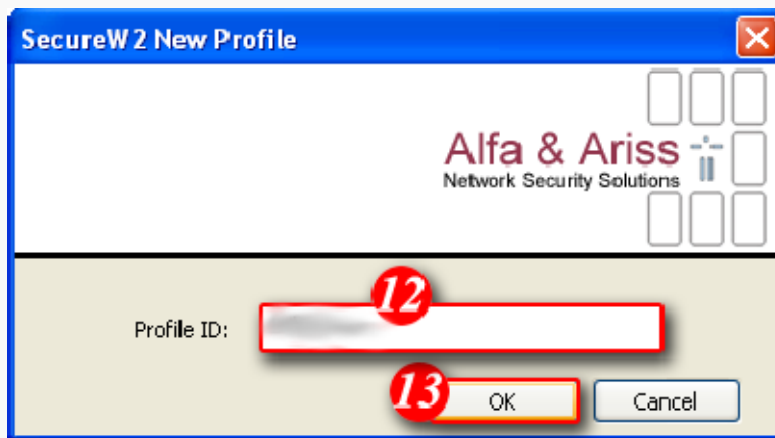 SecureW2 New Profile
Alfa & Ariss
Network Security Solutions
12
Profile ID:
13
OK Cancel